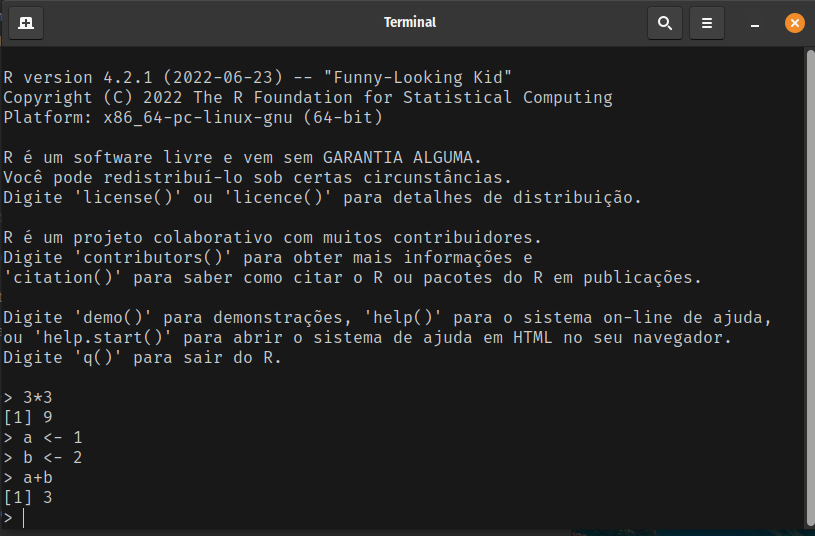 Terminal
R version 4.2.1 (2022-06-23) -- "Funny-Looking Kid"
Copyright (C) 2022 The R Foundation for Statistical Computing
Platform: x86_64-pc-linux-gnu (64-bit)
R é um software livre e vem sem GARANTIA ALGUMA.
Você pode redistribuí-lo sob certas circunstâncias.
Digite 'license()' ou 'licence()' para detalhes de distribuição.
R é um projeto colaborativo com muitos contribuidores.
Digite 'contributors()' para obter mais informações e
'citation()' para saber como citar o R ou pacotes do R em publicações.
Digite 'demo()' para demonstrações, 'help()' para o sistema on-line de ajuda,
ou 'help.start()' para abrir o sistema de ajuda em HTML no seu navegador.
Digite 'q()' para sair do R.
> 3*3
[1] 9
> a <- 1
> b <- 2
> a+b
[1] 3
>